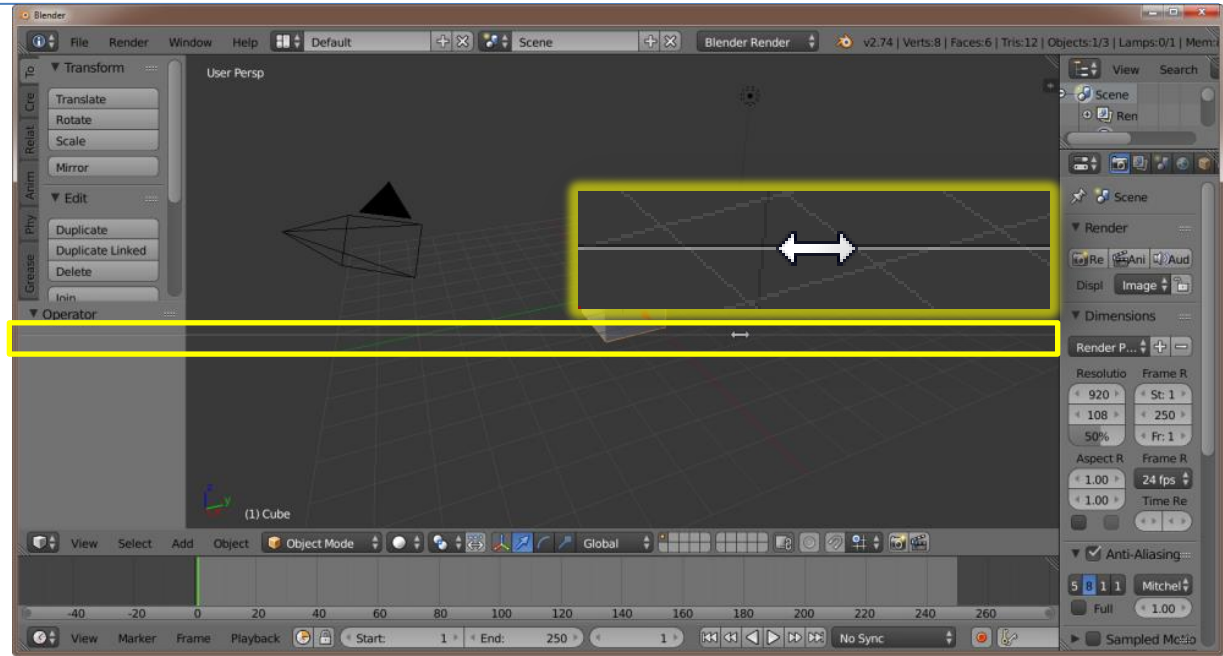 Blender
File Render Window Help Default Scene Blender Render v2.74 | Verts:8 | Faces:6 | Tris:12 | Objects:1/3 | Lamps:0/1 | Mem:
To
Cre
Relat
Anim
Phy
Grease
Transform
Translate
Rotate
Scale
Mirror
Edit
Duplicate
Duplicate Linked
Delete
Join
Operator
User Persp
z
y
(1) Cube
View Search
Scene
Ren
Scene
Render
Re Ani Aud
Displ Image
Dimensions
Render P...
Resolutio Frame R
920 St: 1
108 250
50% Fr: 1
Aspect R Frame R
1.00 24 fps
1.00 Time Re
Anti-Aliasing
5 8 1 1 Mitchel
Full 1.00
Sampled Motio
View Select Add Object Object Mode Global
-40 -20 0 20 40 60 80 100 120 140 160 180 200 220 240 260
View Marker Frame Playback Start: 1 End: 250 1 No Sync